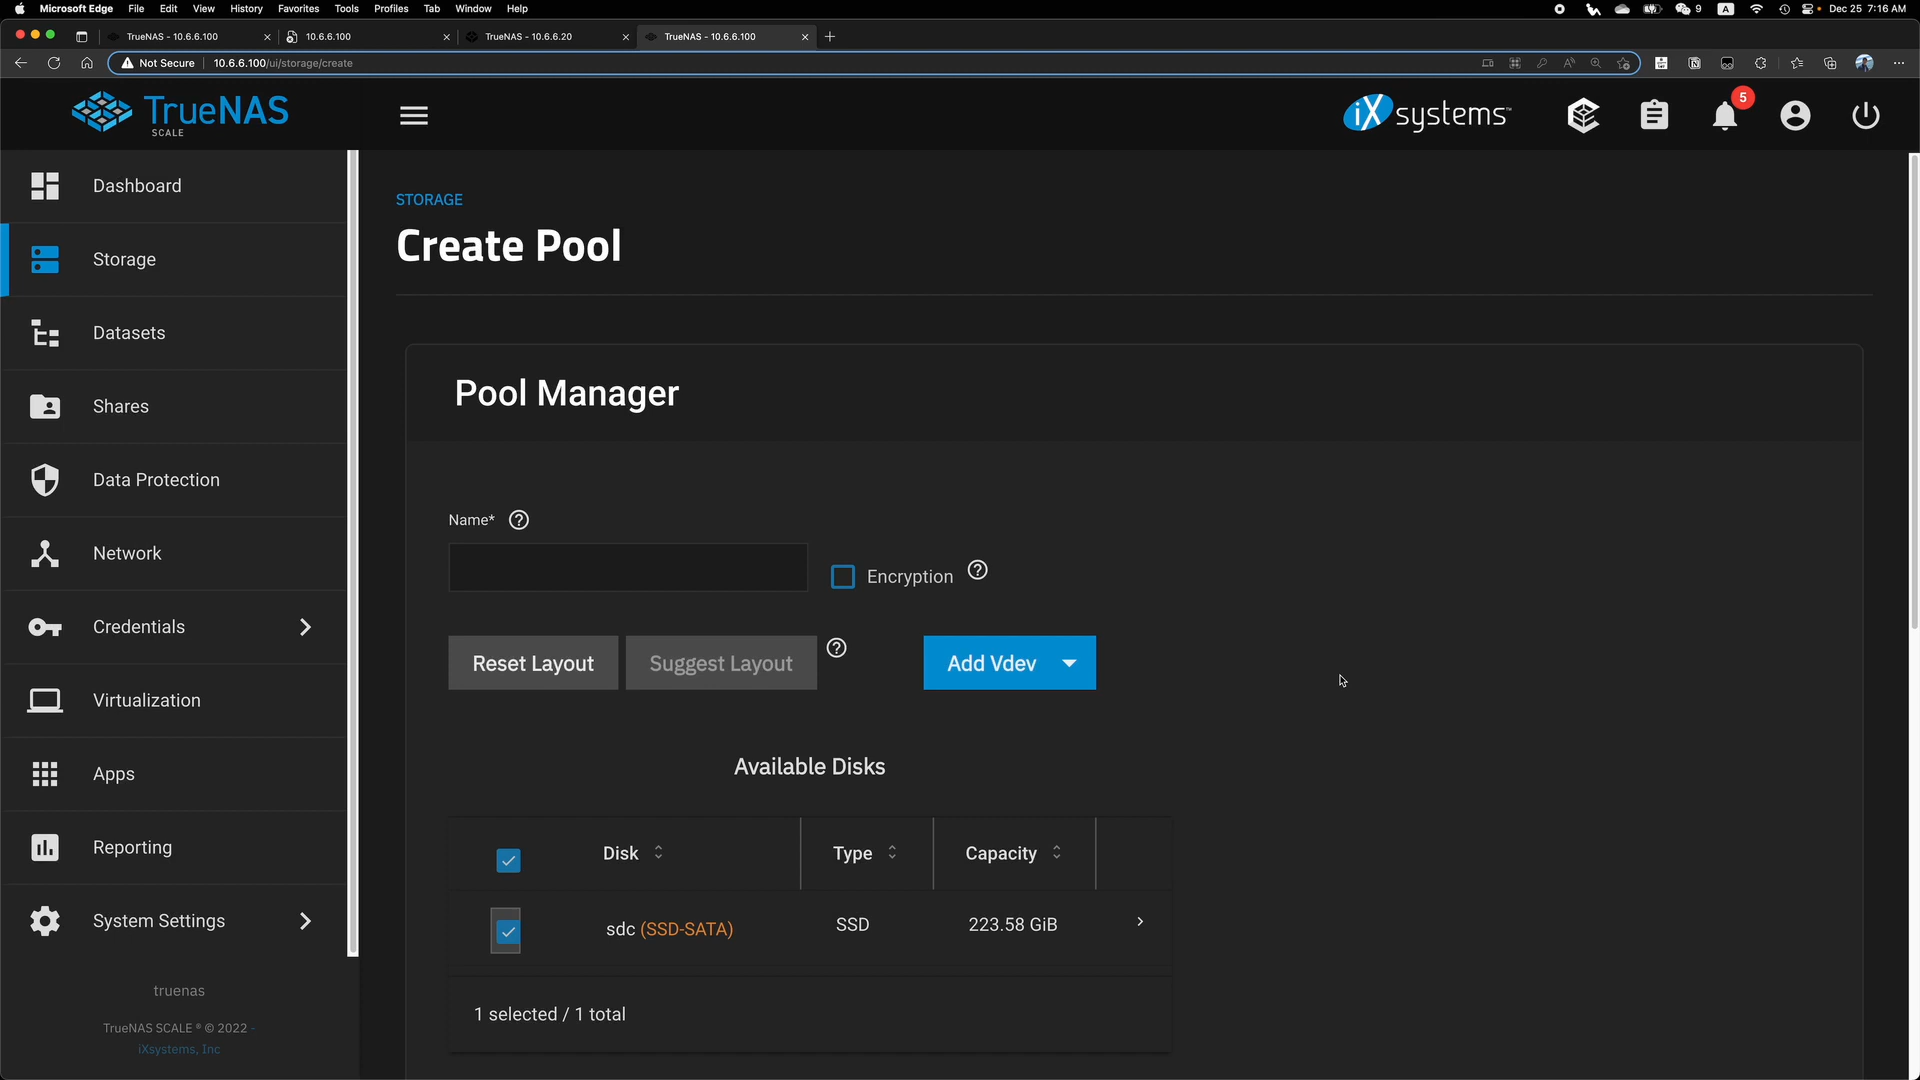 Microsoft Edge File Edit View History Favorites Tools Profiles Tab Window Help 9 A Dec 25 7:16 AM
TrueNAS - 10.6.6.100 10.6.6.100 TrueNAS - 10.6.6.20 TrueNAS - 10.6.6.100
Not Secure 10.6.6.100/ui/storage/create
TrueNAS
SCALE
iXsystems™
5
Dashboard
Storage
Datasets
Shares
Data Protection
Network
Credentials
Virtualization
Apps
Reporting
System Settings
truenas
TrueNAS SCALE ® © 2022 -
iXsystems, Inc
STORAGE
Create Pool
Pool Manager
Name*
Encryption
Reset Layout Suggest Layout Add Vdev
Available Disks
Disk Type Capacity
sdc (SSD-SATA) SSD 223.58 GiB
1 selected / 1 total